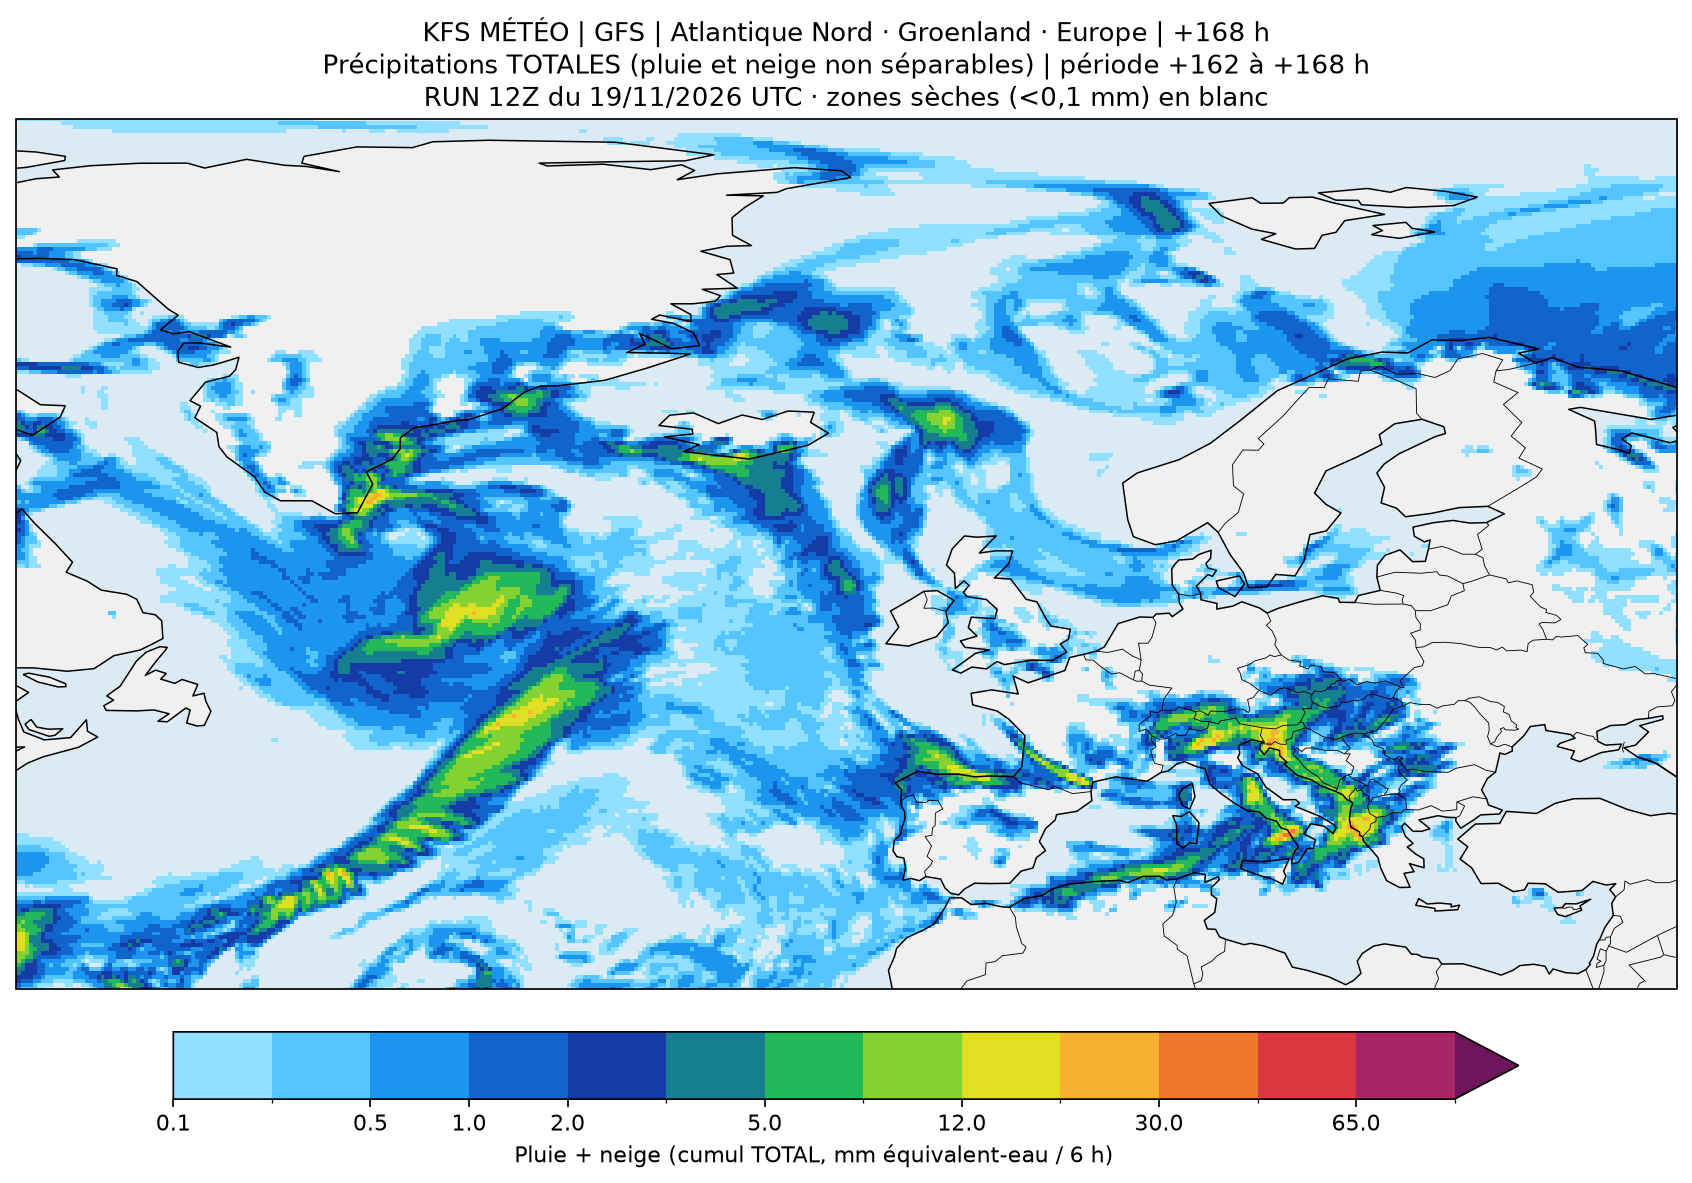 KFS MÉTÉO | GFS | Atlantique Nord · Groenland · Europe | +168 h
Précipitations TOTALES (pluie et neige non séparables) | période +162 à +168 h
RUN 12Z du 19/11/2026 UTC · zones sèches (<0,1 mm) en blanc
0.1 0.5 1.0 2.0 5.0 12.0 30.0 65.0
Pluie + neige (cumul TOTAL, mm équivalent-eau / 6 h)